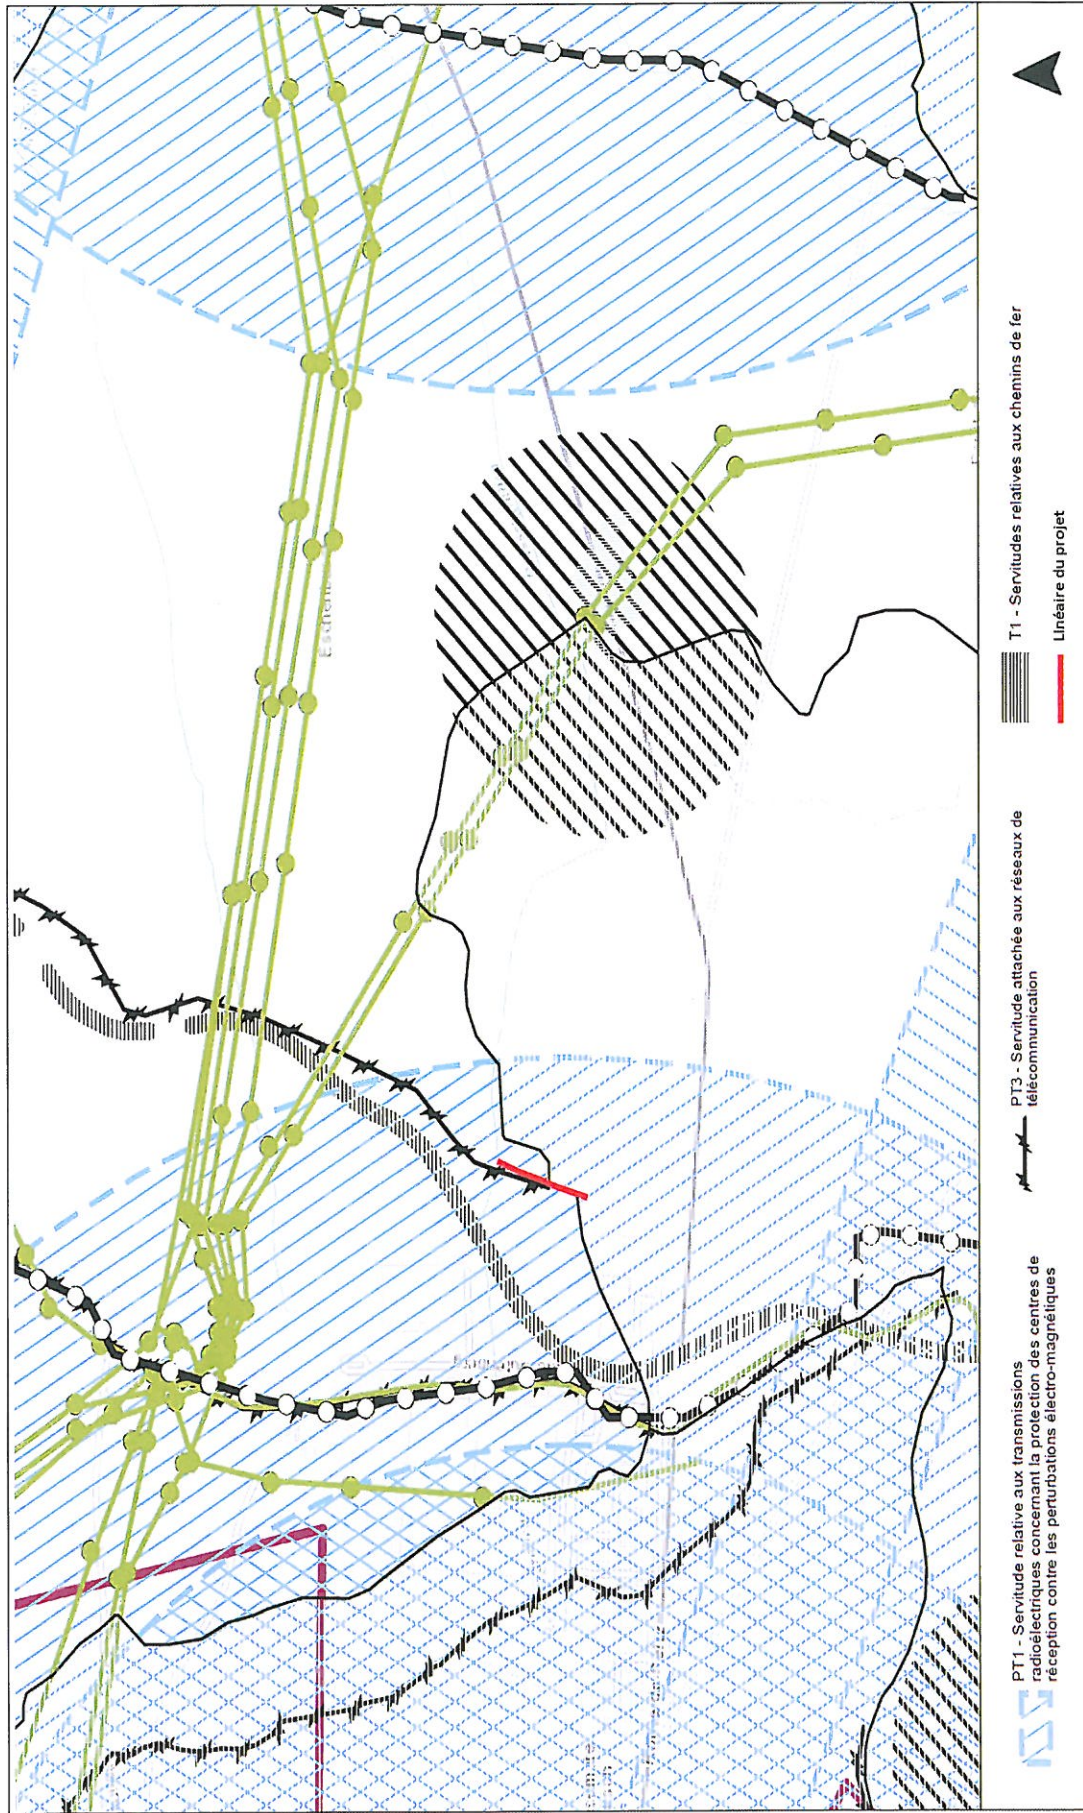 PT1 - Servitude relative aux transmissions
radioélectriques concernant la protection des centres de
réception contre les perturbations électro-magnétiques
PT3 - Servitude attachée aux réseaux de
télécommunication
T1 - Servitudes relatives aux chemins de fer
Linéaire du projet